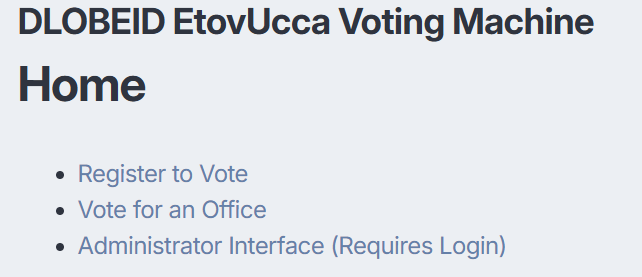 DLOBEID EtovUcca Voting Machine
Home
Register to Vote
Vote for an Office
Administrator Interface (Requires Login)